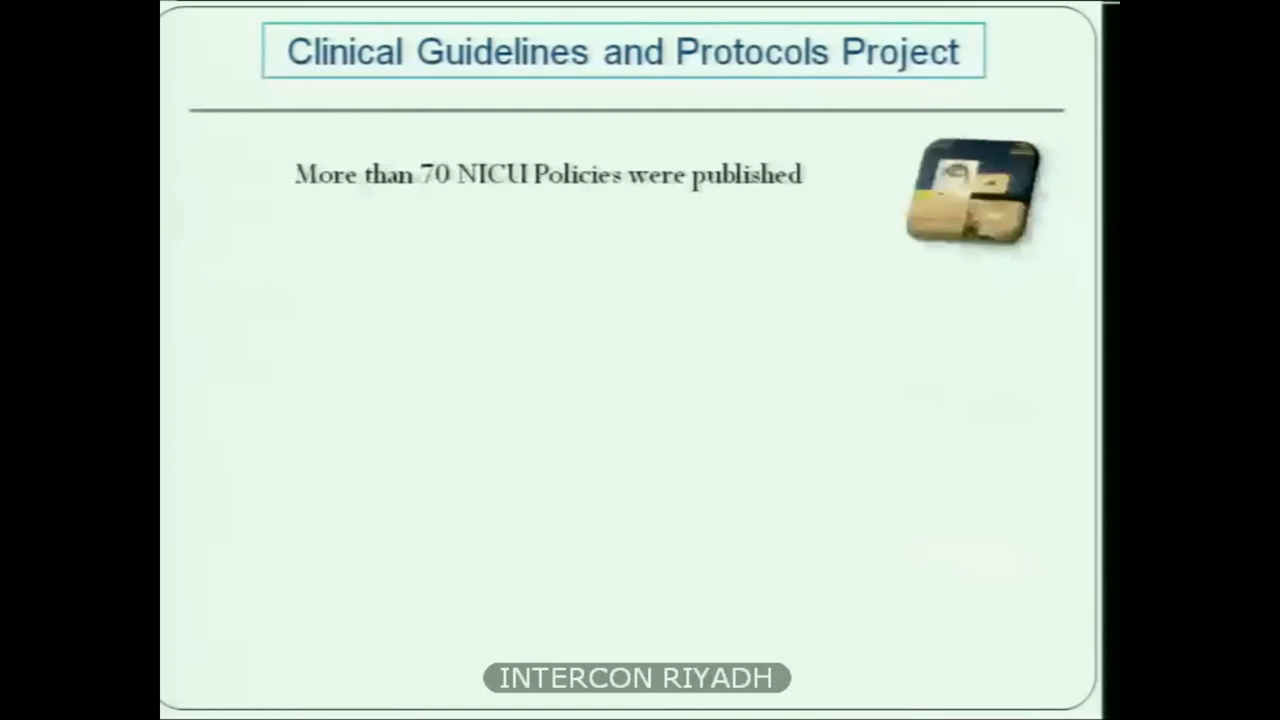 Clinical Guidelines and Protocols Project
More than 70 NICU Policies were published
INTERCON RIYADH